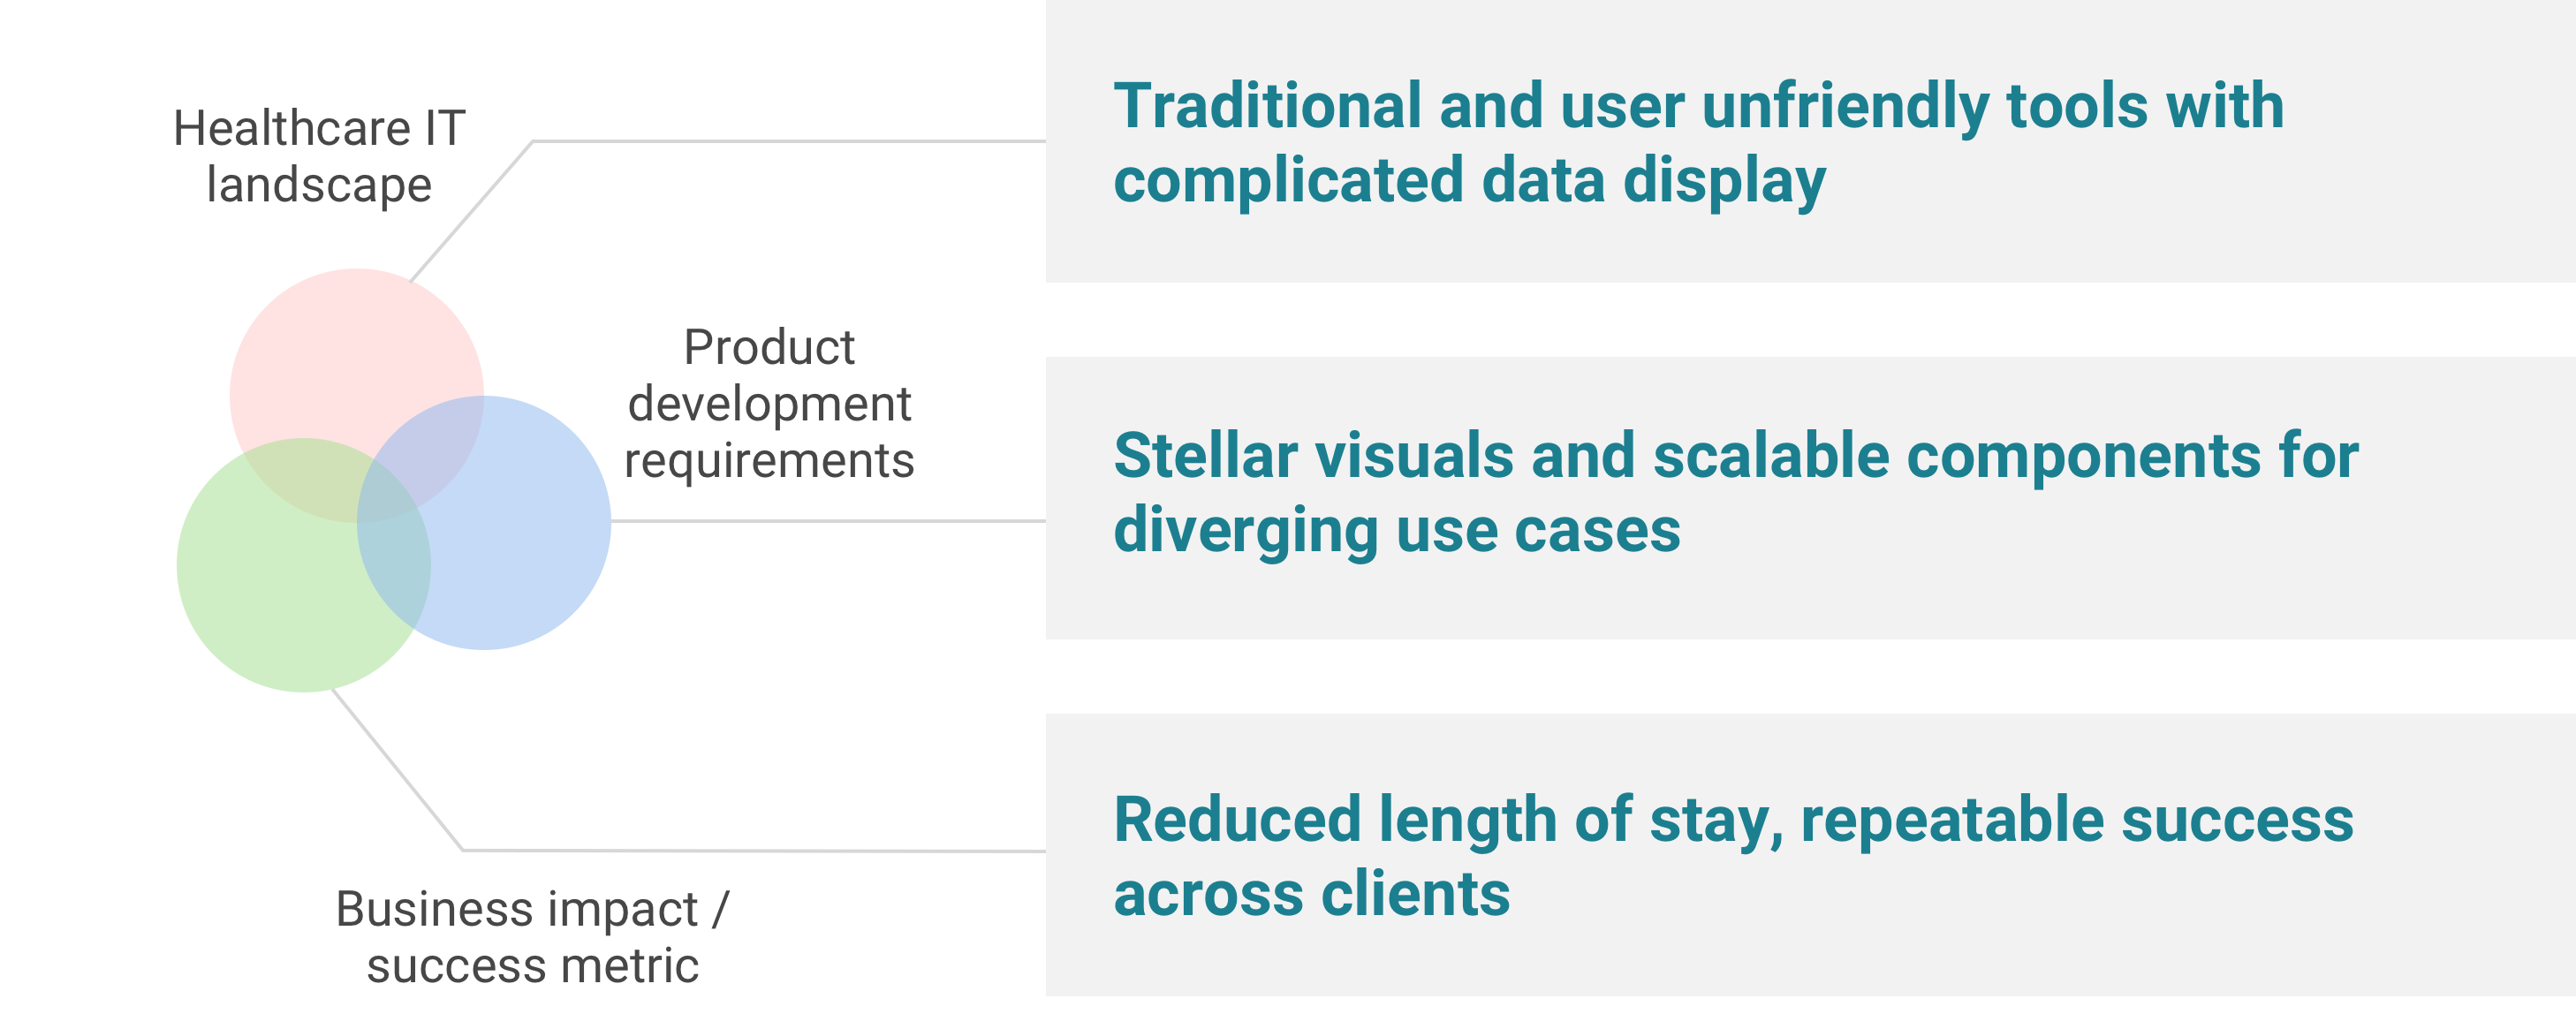 Healthcare IT
landscape
Traditional and user unfriendly tools with
complicated data display
Product
development
requirements
Stellar visuals and scalable components for
diverging use cases
Business impact /
success metric
Reduced length of stay, repeatable success
across clients